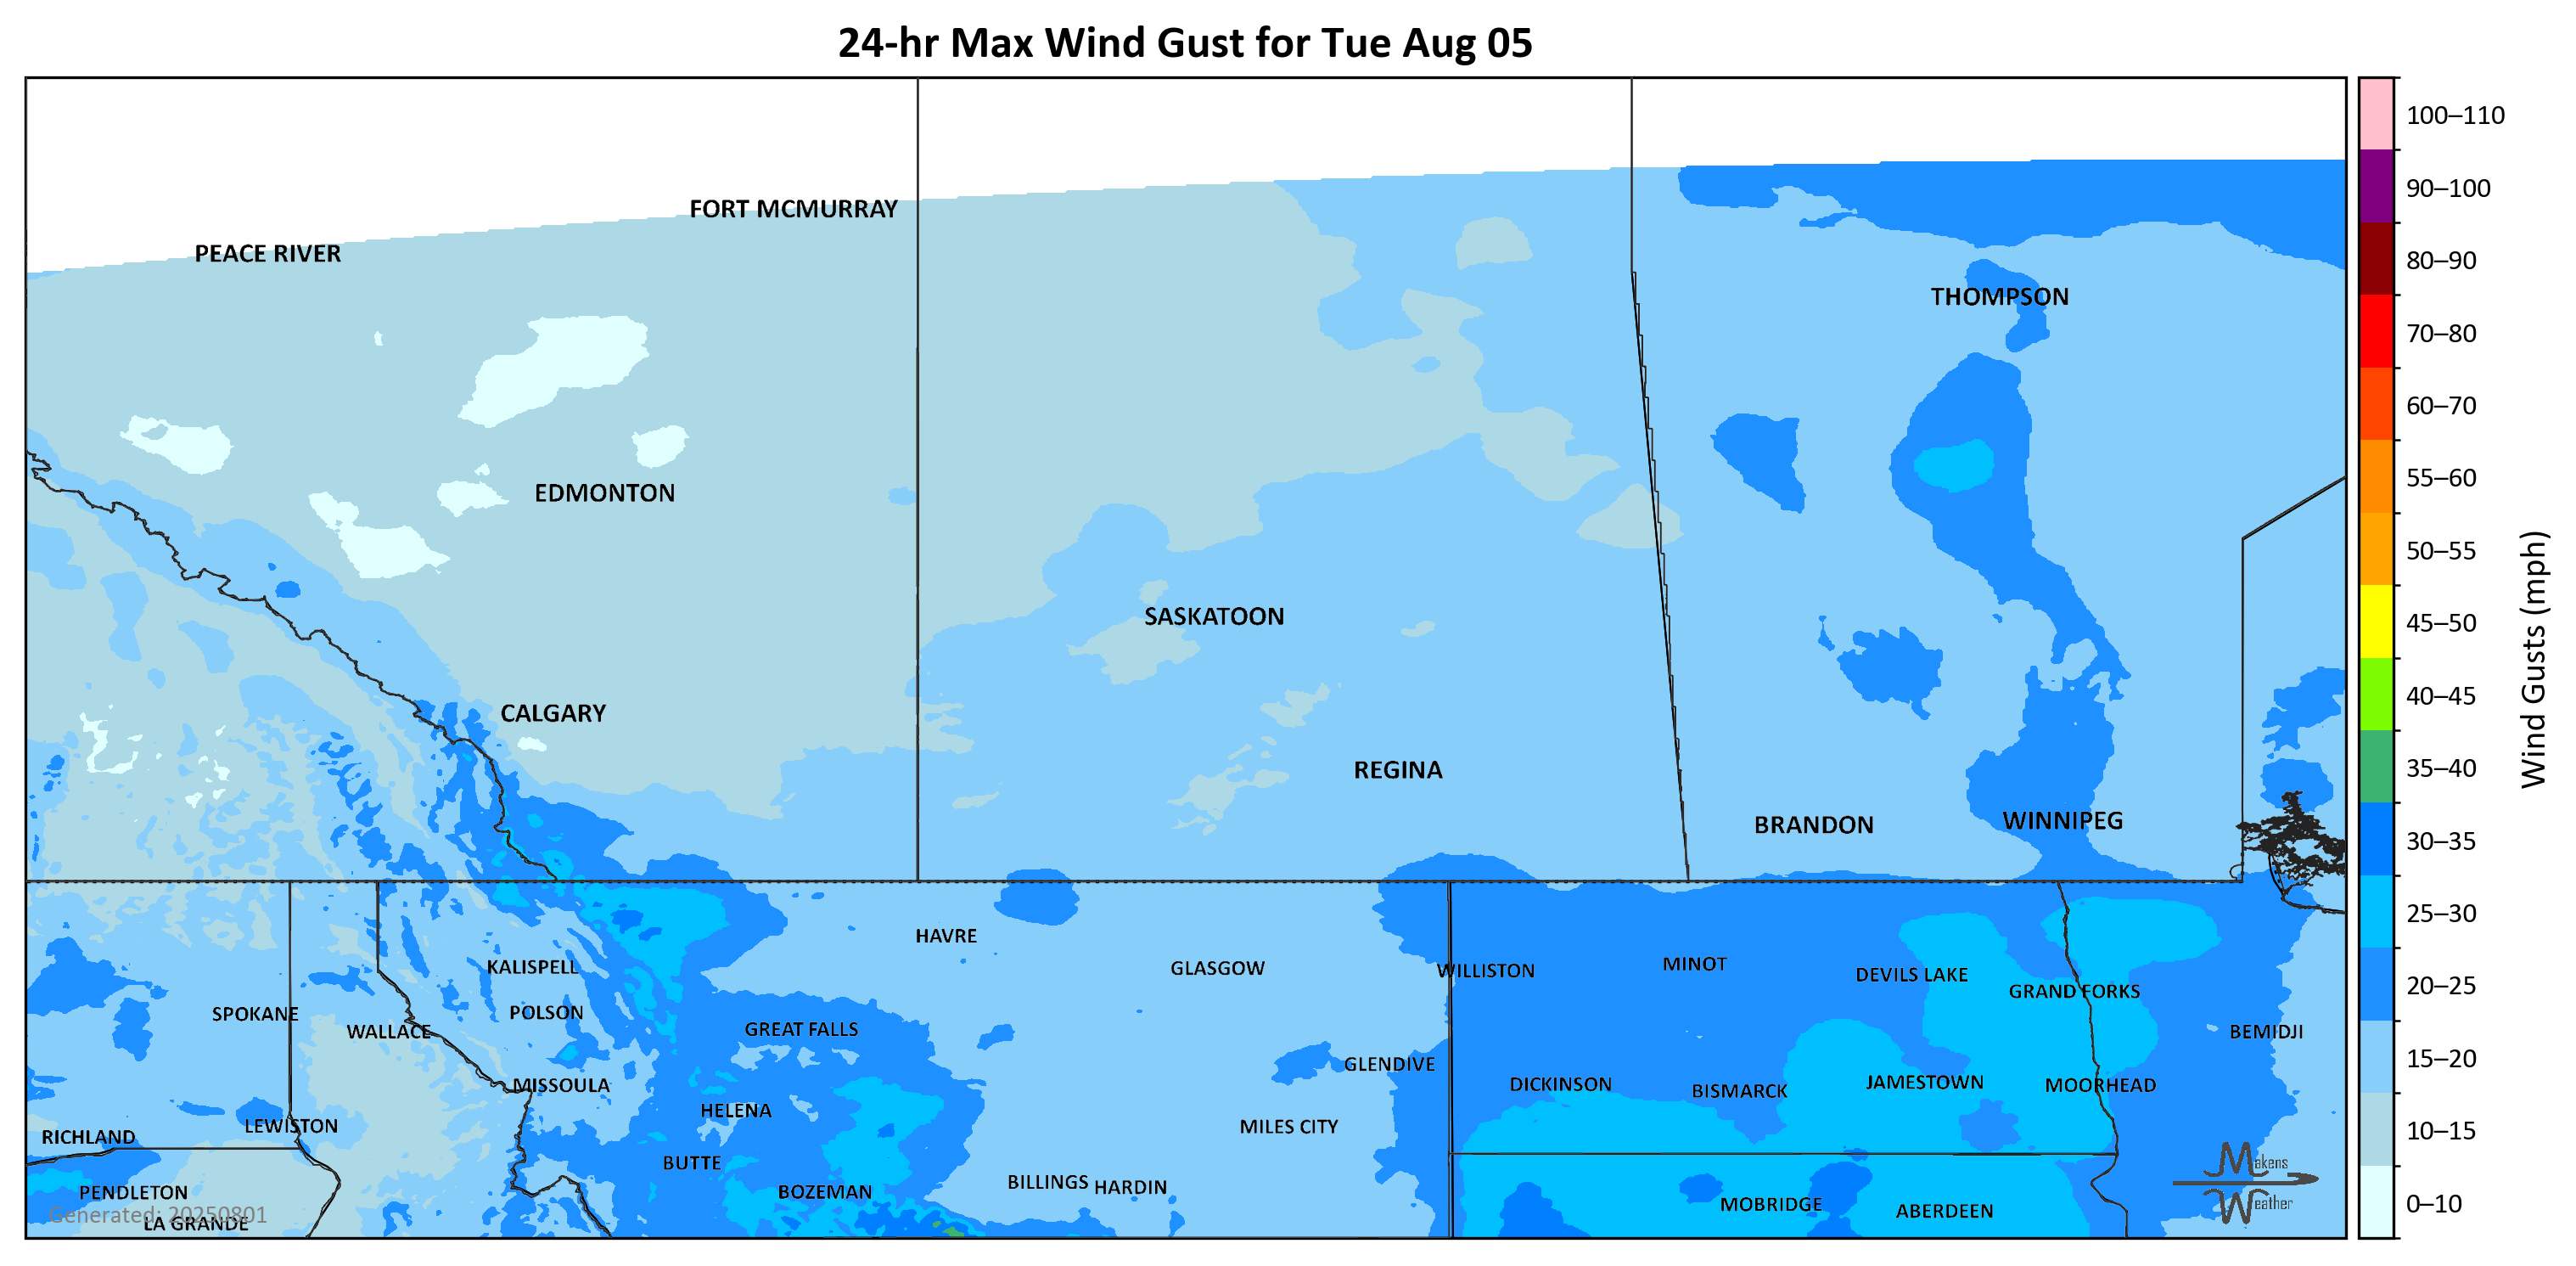 24-hr Max Wind Gust for Tue Aug 05
100–110
90–100
80–90
70–80
60–70
55–60
50–55
45–50
40–45
35–40
30–35
25–30
20–25
15–20
10–15
0–10
Wind Gusts (mph)
FORT MCMURRAY
PEACE RIVER
THOMPSON
EDMONTON
SASKATOON
CALGARY
REGINA
BRANDON
WINNIPEG
HAVRE
KALISPELL
GLASGOW
WILLISTON
MINOT
DEVILS LAKE
GRAND FORKS
SPOKANE
POLSON
WALLACE
GREAT FALLS
BEMIDJI
GLENDIVE
MISSOULA
DICKINSON
BISMARCK
JAMESTOWN
MOORHEAD
HELENA
LEWISTON
MILES CITY
RICHLAND
BUTTE
BILLINGS
HARDIN
PENDLETON
BOZEMAN
MOBRIDGE
ABERDEEN
Generated: 20250801
LA GRANDE
Makens
Weather